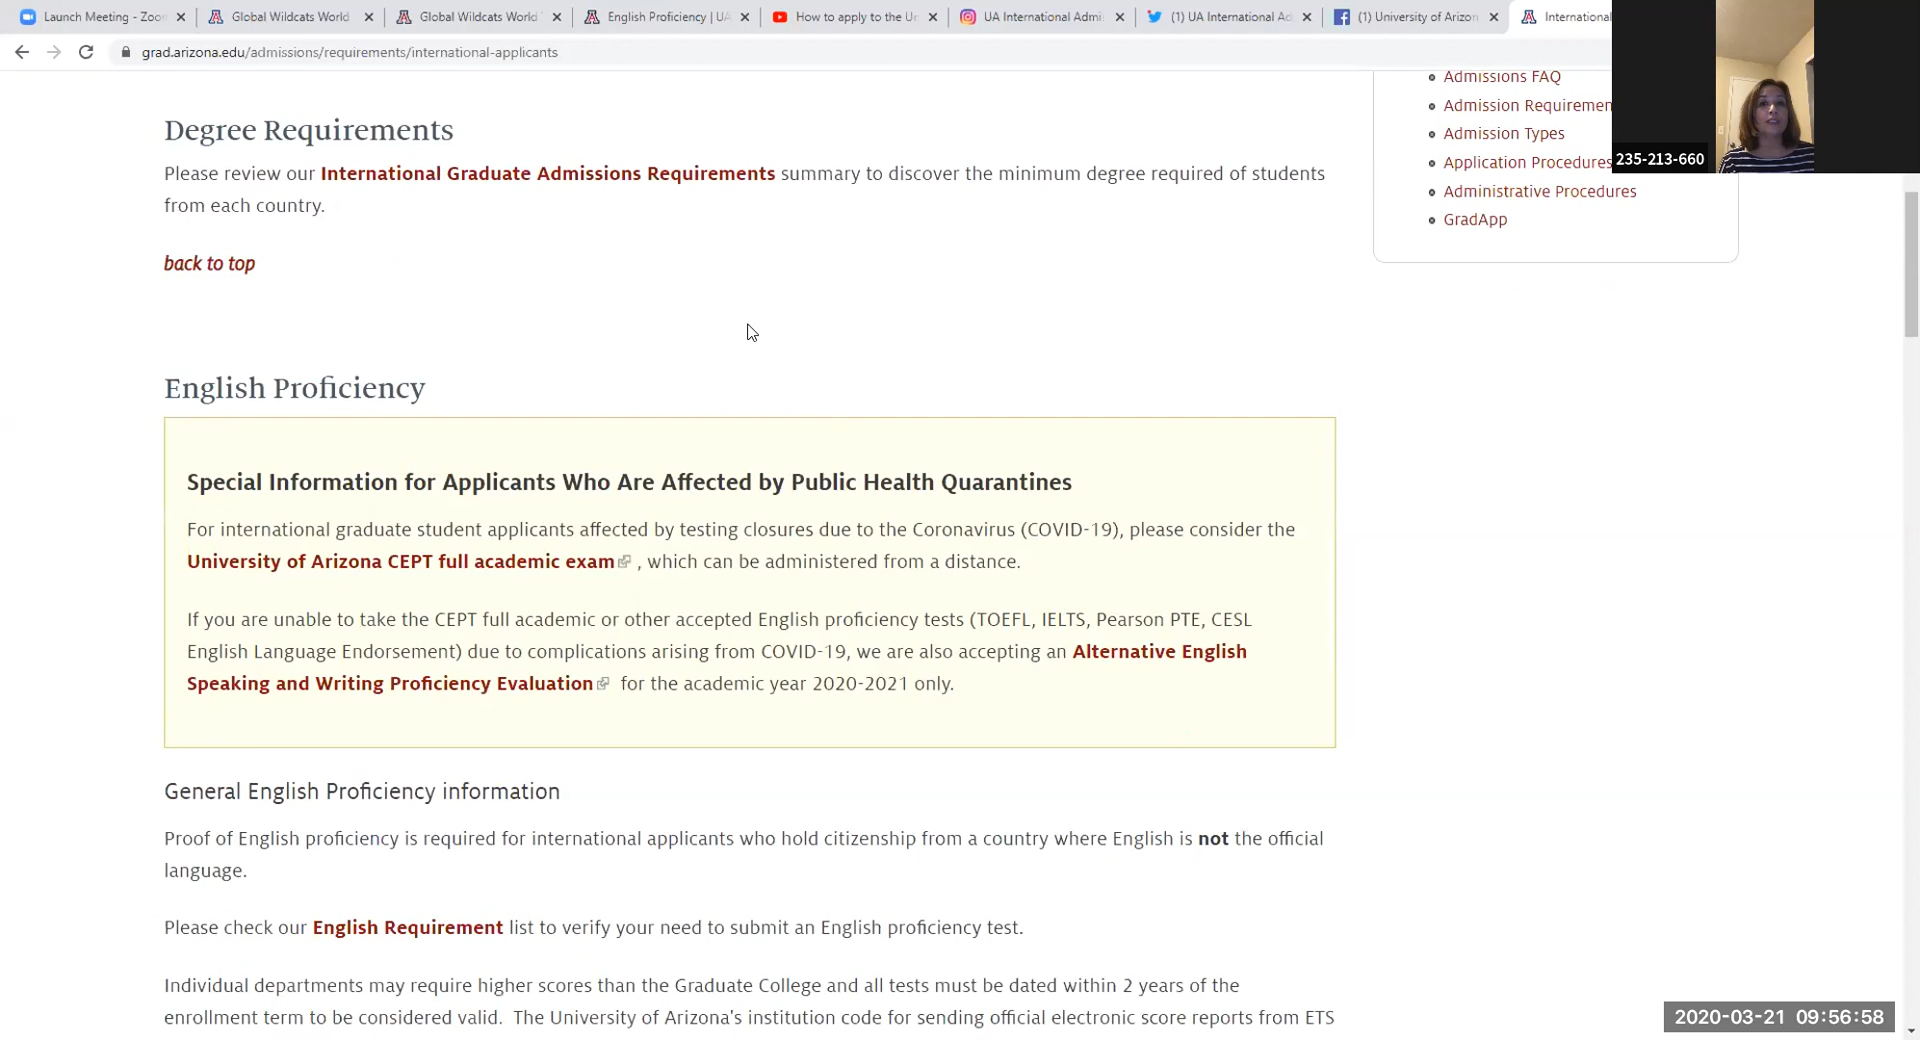 Launch Meeting - Zoo
Global Wildcats World
Global Wildcats World
English Proficiency | UA
How to apply to the Un
UA International Admi
(1) UA International Ad
(1) University of Arizon
International
grad.arizona.edu/admissions/requirements/international-applicants
Admissions FAQ
Admission Requiremen
Admission Types
Application Procedures
Administrative Procedures
GradApp
235-213-660
Degree Requirements
Please review our International Graduate Admissions Requirements summary to discover the minimum degree required of students
from each country.
back to top
English Proficiency
Special Information for Applicants Who Are Affected by Public Health Quarantines
For international graduate student applicants affected by testing closures due to the Coronavirus (COVID-19), please consider the
University of Arizona CEPT full academic exam , which can be administered from a distance.
If you are unable to take the CEPT full academic or other accepted English proficiency tests (TOEFL, IELTS, Pearson PTE, CESL
English Language Endorsement) due to complications arising from COVID-19, we are also accepting an Alternative English
Speaking and Writing Proficiency Evaluation for the academic year 2020-2021 only.
General English Proficiency information
Proof of English proficiency is required for international applicants who hold citizenship from a country where English is not the official
language.
Please check our English Requirement list to verify your need to submit an English proficiency test.
Individual departments may require higher scores than the Graduate College and all tests must be dated within 2 years of the
enrollment term to be considered valid. The University of Arizona's institution code for sending official electronic score reports from ETS
2020-03-21 09:56:58